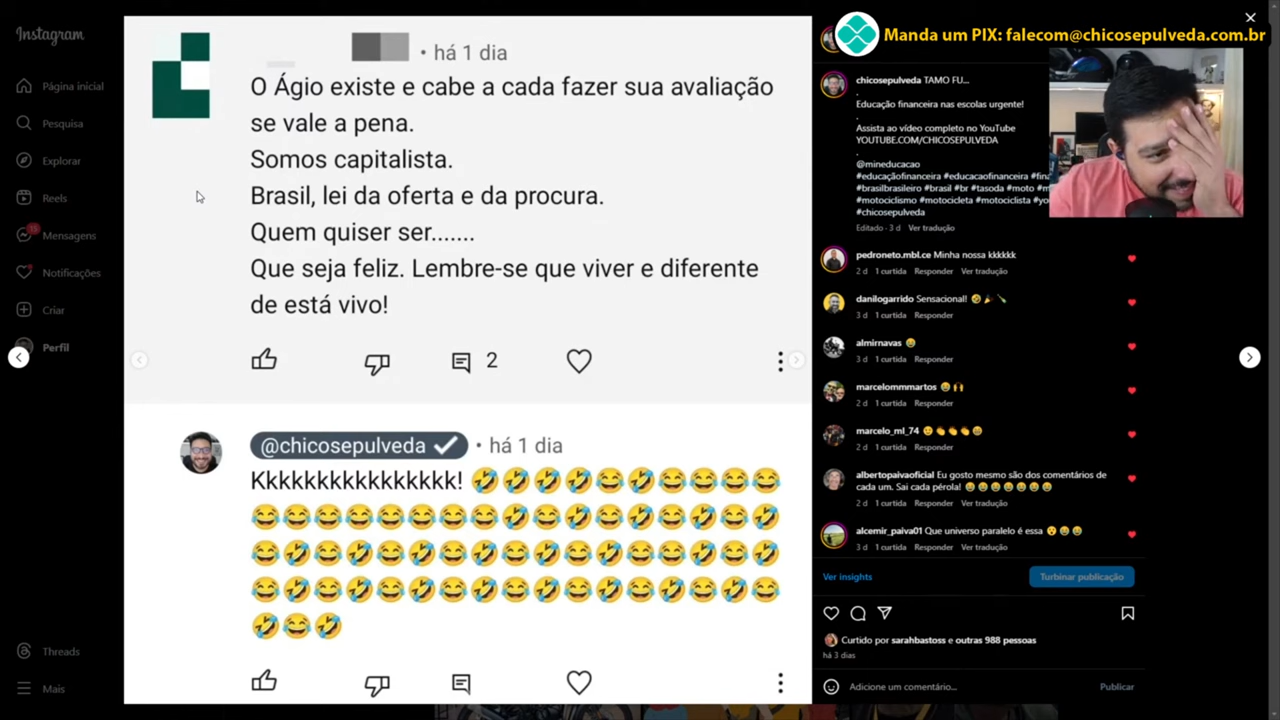 Instagram
Página inicial
Pesquisa
Explorar
Reels
Mensagens
Notificações
Criar
Perfil
Threads
Mais
• há 1 dia
O Ágio existe e cabe a cada fazer sua avaliação
se vale a pena.
Somos capitalista.
Brasil, lei da oferta e da procura.
Quem quiser ser.......
Que seja feliz. Lembre-se que viver e diferente
de está vivo!
2
@chicosepulveda • há 1 dia
Kkkkkkkkkkkkkkkk! 🤣🤣🤣🤣😂🤣😂😂😂😂
😂😂😂😂😂😂😂😂🤣😂🤣😂🤣😂😂😂🤣
😂🤣😂🤣😂🤣😂🤣😂🤣😂🤣😂😂🤣😂🤣
😂🤣😂🤣😂🤣😂🤣😂🤣😂🤣😂🤣😂🤣😂
🤣😂🤣
Manda um PIX: falecom@chicosepulveda.com.br
chicosepulveda TAMO FU...
.
Educação financeira nas escolas urgente!
.
Assista ao vídeo completo no YouTube
YOUTUBE.COM/CHICOSEPULVEDA
.
@mineducacao
#educaçãofinanceira #educacaofinanceira
#brasilbrasileiro #brasil #br #tasoda #moto
#motociclismo #motocicleta #motociclista
#chicosepulveda
Editado · 3 d Ver tradução
pedroneto.mbl.ce Minha nossa kkkkkk
2 d 1 curtida Responder Ver tradução
danilogarrido Sensacional! 🤣🎉🍾
3 d 1 curtida Responder
almirnavas 😂
3 d 1 curtida Responder
marcelommmartos 😂🙌
2 d 1 curtida Responder
marcelo_ml_74 😉👏👏👏😂
2 d 1 curtida Responder
albertopaivaoficial Eu gosto mesmo são dos comentários de
cada um. Sai cada pérola! 😂😂😂😂😂😂😂
2 d 1 curtida Responder Ver tradução
alcemir_paiva01 Que universo paralelo é essa 😯😂😂
3 d 1 curtida Responder Ver tradução
Ver insights
Turbinar publicação
Curtido por sarahbastoss e outras 988 pessoas
há 3 dias
Adicione um comentário...
Publicar